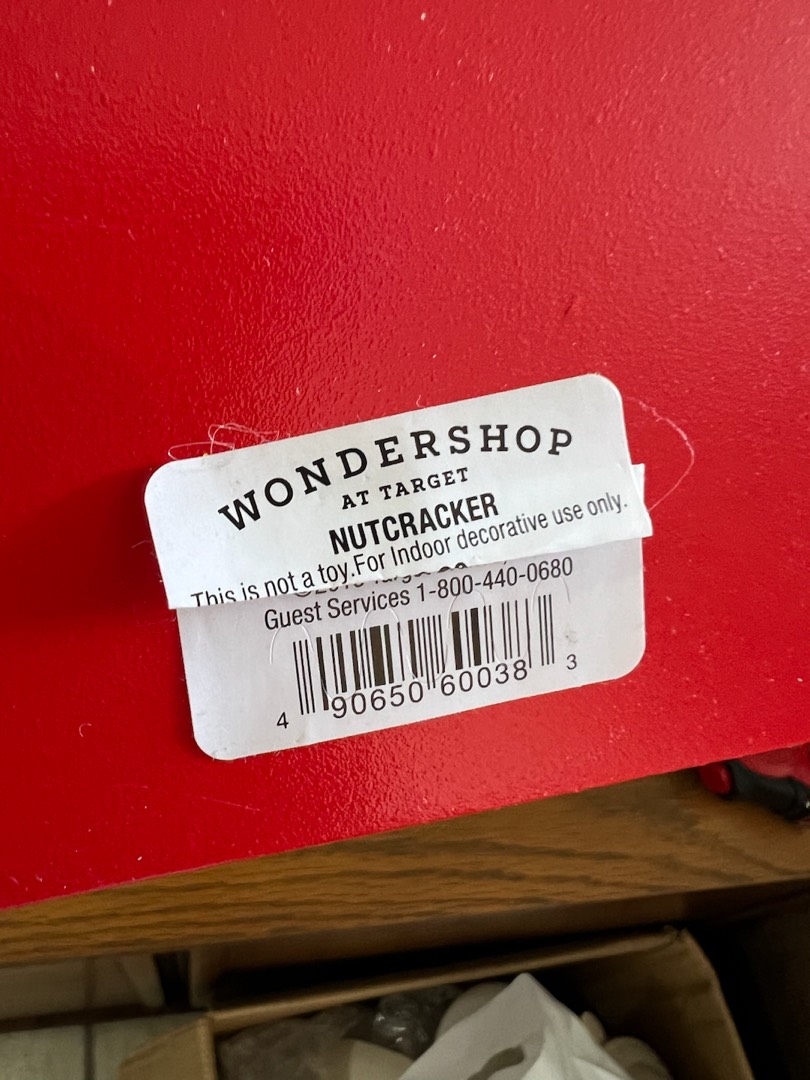 WONDERSHOP
AT TARGET
NUTCRACKER
This is not a toy.For Indoor decorative use only.
Guest Services 1-800-440-0680
4 90650 60038 3